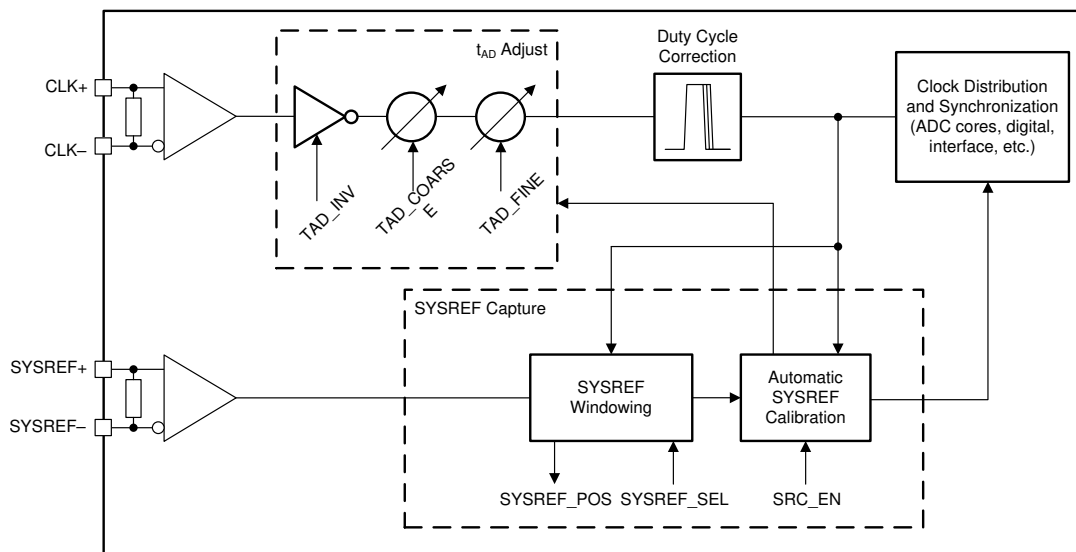 t_AD Adjust
Duty Cycle
Correction
CLK+
CLK–
TAD_INV
TAD_COARS
E
TAD_FINE
Clock Distribution
and Synchronization
(ADC cores, digital,
interface, etc.)
SYSREF Capture
SYSREF+
SYSREF–
SYSREF
Windowing
Automatic
SYSREF
Calibration
SYSREF_POS
SYSREF_SEL
SRC_EN